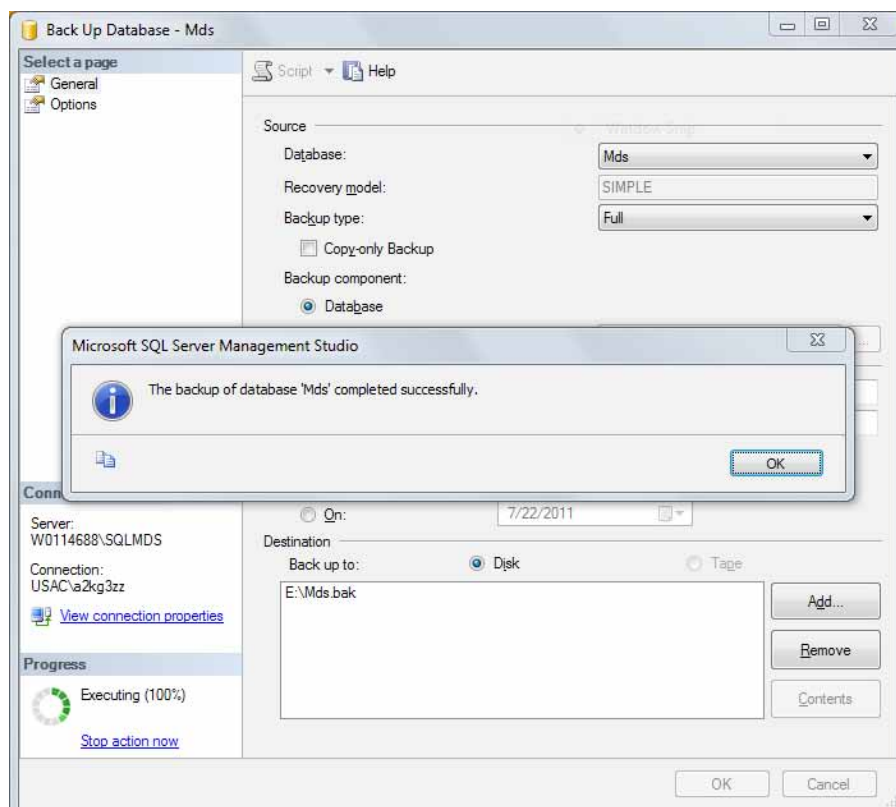 Back Up Database - Mds
Select a page
General
Options
Script
Help
Source
Window Snip
Database:
Mds
Recovery model:
SIMPLE
Backup type:
Full
Copy-only Backup
Backup component:
Database
...
Microsoft SQL Server Management Studio
The backup of database 'Mds' completed successfully.
OK
Conn
On:
7/22/2011
Server:
W0114688\SQLMDS
Connection:
USAC\a2kg3zz
View connection properties
Destination
Back up to:
Disk
Tape
E:\Mds.bak
Add...
Remove
Contents
Progress
Executing (100%)
Stop action now
OK
Cancel